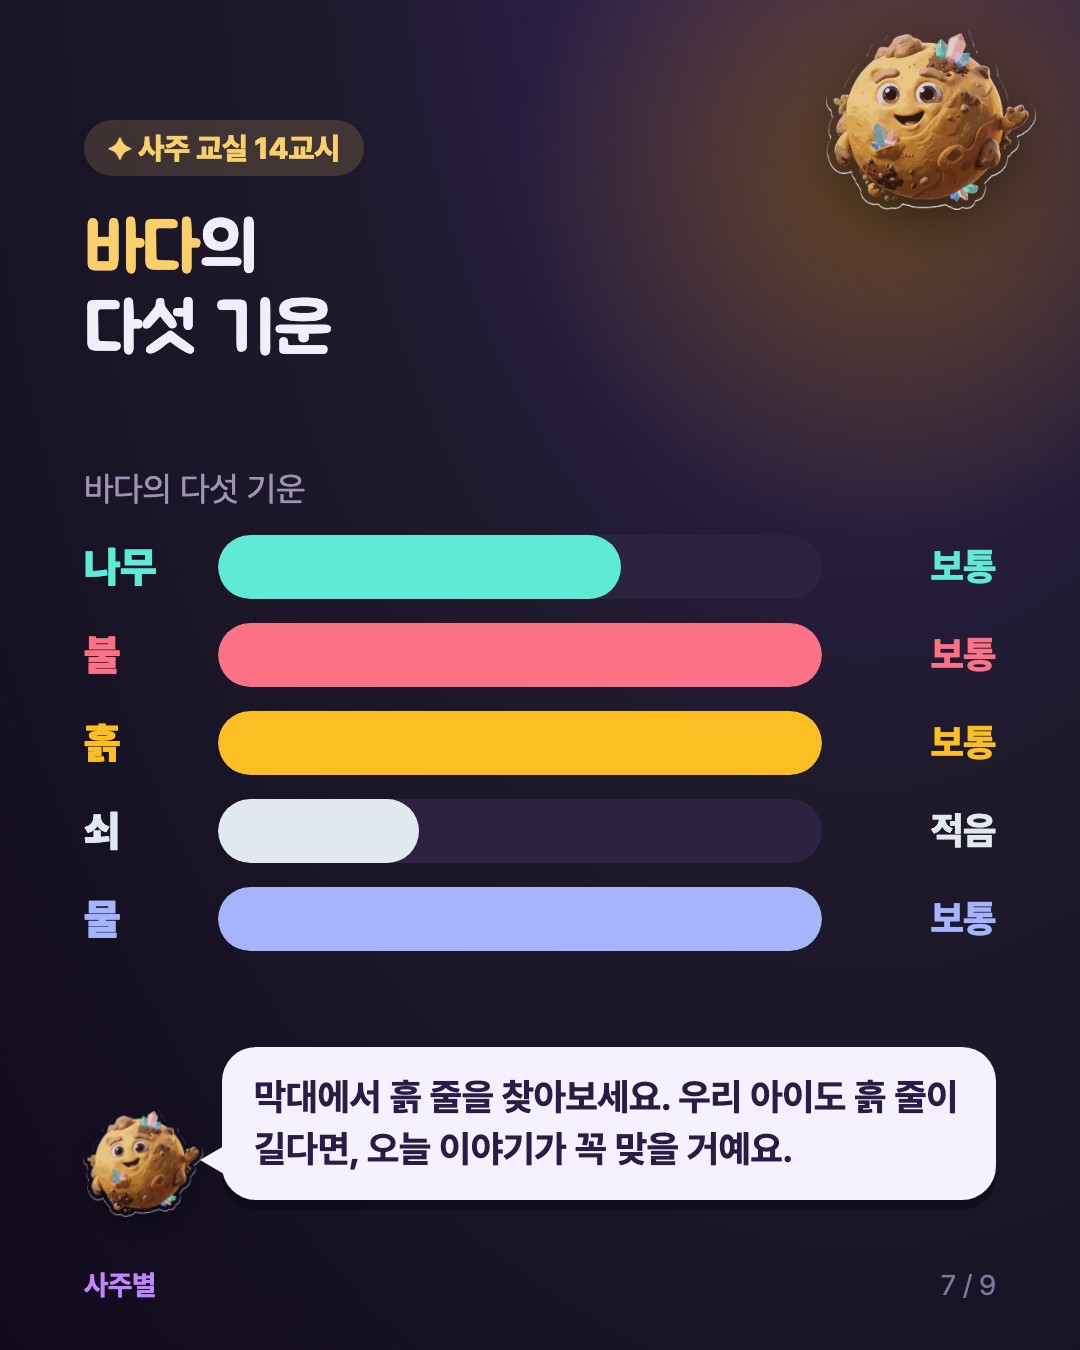 ✦ 사주 교실 14교시
바다의
다섯 기운
바다의 다섯 기운
나무 보통
불 보통
흙 보통
쇠 적음
물 보통
막대에서 흙 줄을 찾아보세요. 우리 아이도 흙 줄이
길다면, 오늘 이야기가 꼭 맞을 거예요.
사주별 7 / 9